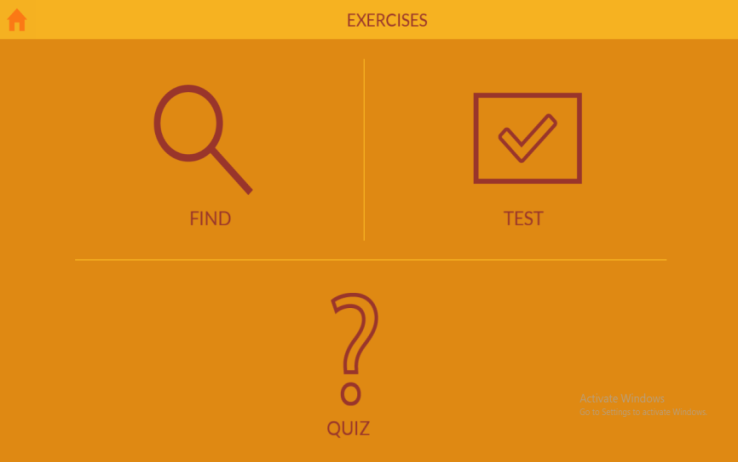 EXERCISES
FIND
TEST
QUIZ
Activate Windows
Go to Settings to activate Windows.